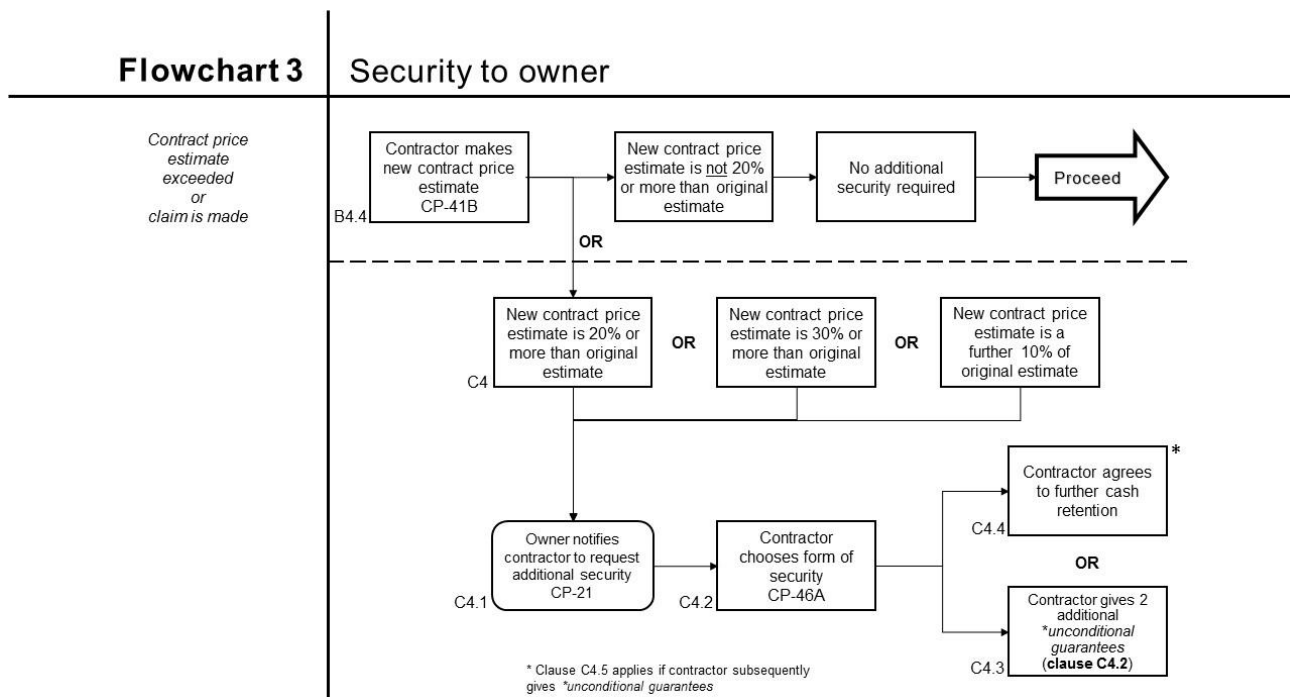 Flowchart 3
Security to owner
Contract price
estimate
exceeded
or
claim is made
B4.4
Contractor makes
new contract price
estimate
CP-41B
New contract price
estimate is not 20%
or more than original
estimate
No additional
security required
Proceed
OR
New contract price
estimate is 20% or
more than original
estimate
C4
OR
New contract price
estimate is 30% or
more than original
estimate
OR
New contract price
estimate is a
further 10% of
original estimate
Owner notifies
contractor to request
additional security
CP-21
C4.1
Contractor
chooses form of
security
CP-46A
C4.2
Contractor agrees
to further cash
retention
*
C4.4
OR
Contractor gives 2
additional
*unconditional
guarantees
(clause C4.2)
C4.3
* Clause C4.5 applies if contractor subsequently
gives *unconditional guarantees